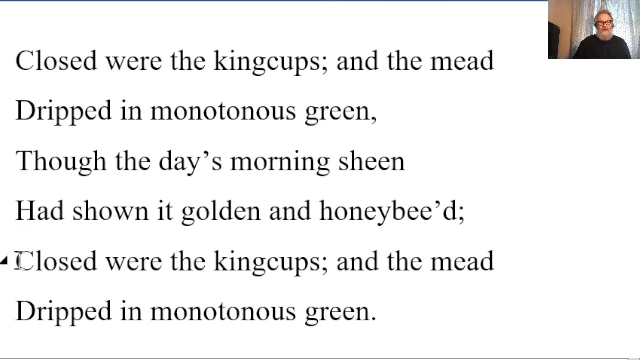 Closed were the kingcups; and the mead
Dripped in monotonous green,
Though the day’s morning sheen
Had shown it golden and honeybee’d;
Closed were the kingcups; and the mead
Dripped in monotonous green.